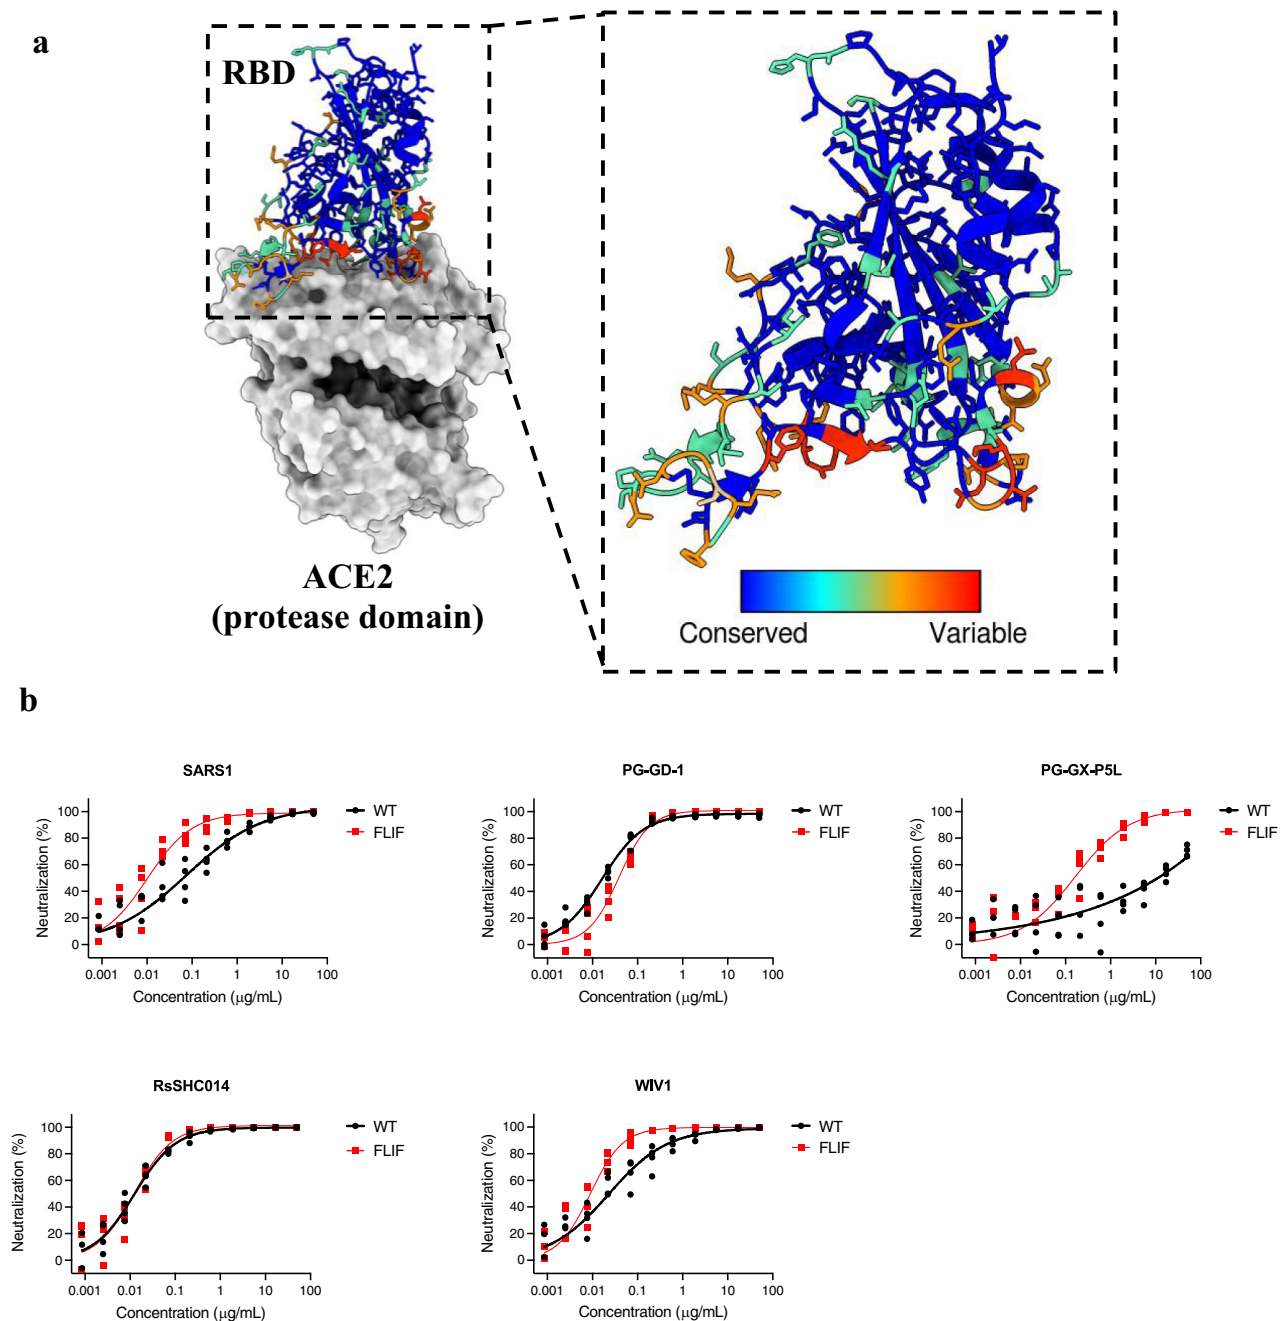 a
RBD
ACE2
(protease domain)
Conserved Variable
b
SARS1
Neutralization (%)
100
80
60
40
20
0
0.001 0.01 0.1 1 10 100
Concentration (μg/mL)
WT
FLIF
PG-GD-1
Neutralization (%)
100
80
60
40
20
0
0.001 0.01 0.1 1 10 100
Concentration (μg/mL)
WT
FLIF
PG-GX-P5L
Neutralization (%)
100
80
60
40
20
0
0.001 0.01 0.1 1 10 100
Concentration (μg/mL)
WT
FLIF
RsSHC014
Neutralization (%)
100
80
60
40
20
0
0.001 0.01 0.1 1 10 100
Concentration (μg/mL)
WT
FLIF
WIV1
Neutralization (%)
100
80
60
40
20
0
0.001 0.01 0.1 1 10 100
Concentration (μg/mL)
WT
FLIF